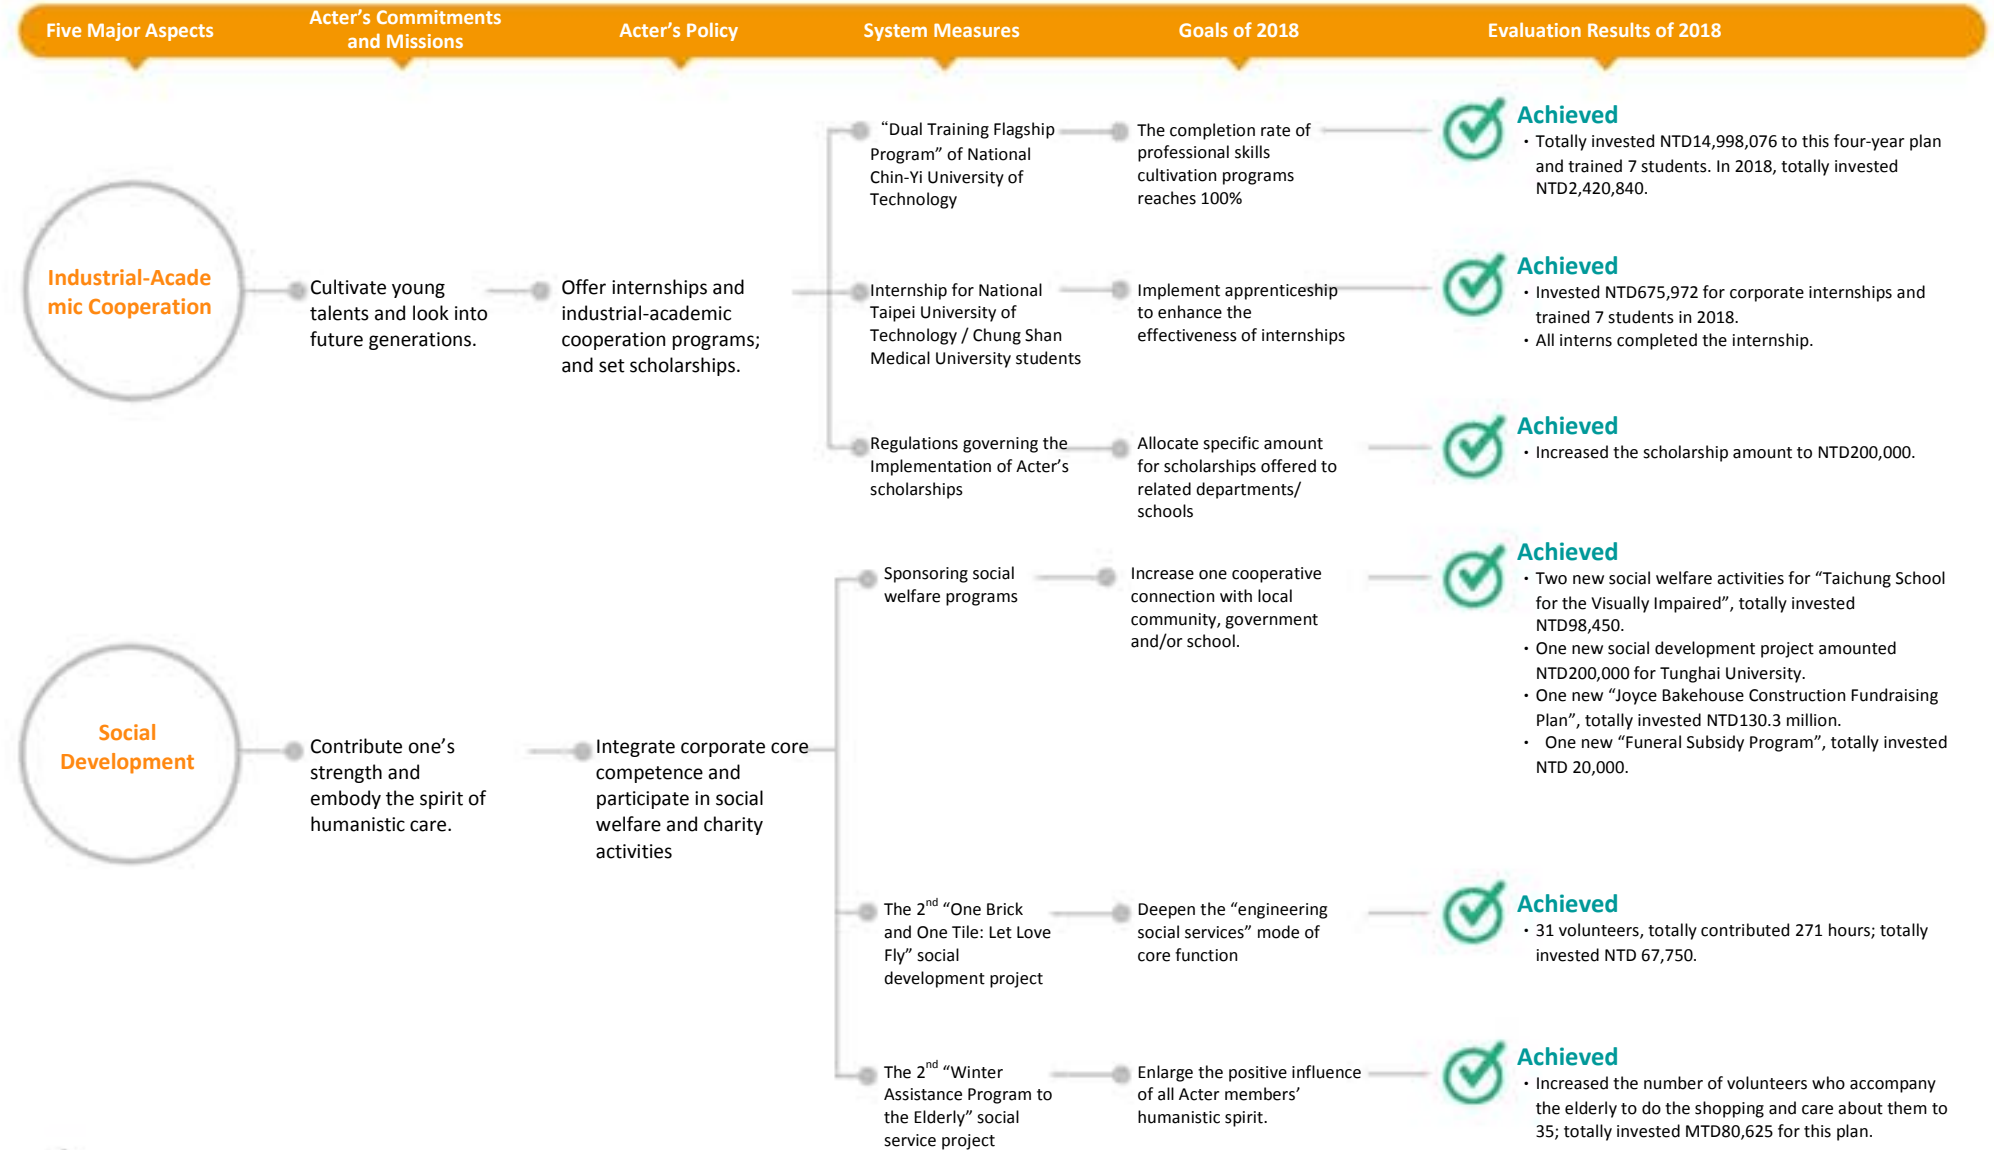 Five Major Aspects
Acter's Commitments
and Missions
Acter's Policy
System Measures
Goals of 2018
Evaluation Results of 2018
Industrial-Acade
mic Cooperation
Cultivate young
talents and look into
future generations.
Offer internships and
industrial-academic
cooperation programs;
and set scholarships.
“Dual Training Flagship
Program” of National
Chin-Yi University of
Technology
The completion rate of
professional skills
cultivation programs
reaches 100%
Achieved
· Totally invested NTD14,998,076 to this four-year plan
and trained 7 students. In 2018, totally invested
NTD2,420,840.
Internship for National
Taipei University of
Technology / Chung Shan
Medical University students
Implement apprenticeship
to enhance the
effectiveness of internships
Achieved
· Invested NTD675,972 for corporate internships and
trained 7 students in 2018.
· All interns completed the internship.
Regulations governing the
Implementation of Acter's
scholarships
Allocate specific amount
for scholarships offered to
related departments/
schools
Achieved
· Increased the scholarship amount to NTD200,000.
Social
Development
Contribute one's
strength and
embody the spirit of
humanistic care.
Integrate corporate core
competence and
participate in social
welfare and charity
activities
Sponsoring social
welfare programs
Increase one cooperative
connection with local
community, government
and/or school.
Achieved
· Two new social welfare activities for “Taichung School
for the Visually Impaired”, totally invested
NTD98,450.
· One new social development project amounted
NTD200,000 for Tunghai University.
· One new “Joyce Bakehouse Construction Fundraising
Plan”, totally invested NTD130.3 million.
· One new “Funeral Subsidy Program”, totally invested
NTD 20,000.
The 2nd “One Brick
and One Tile: Let Love
Fly” social
development project
Deepen the “engineering
social services” mode of
core function
Achieved
· 31 volunteers, totally contributed 271 hours; totally
invested NTD 67,750.
The 2nd “Winter
Assistance Program to
the Elderly” social
service project
Enlarge the positive influence
of all Acter members'
humanistic spirit.
Achieved
· Increased the number of volunteers who accompany
the elderly to do the shopping and care about them to
35; totally invested MTD80,625 for this plan.